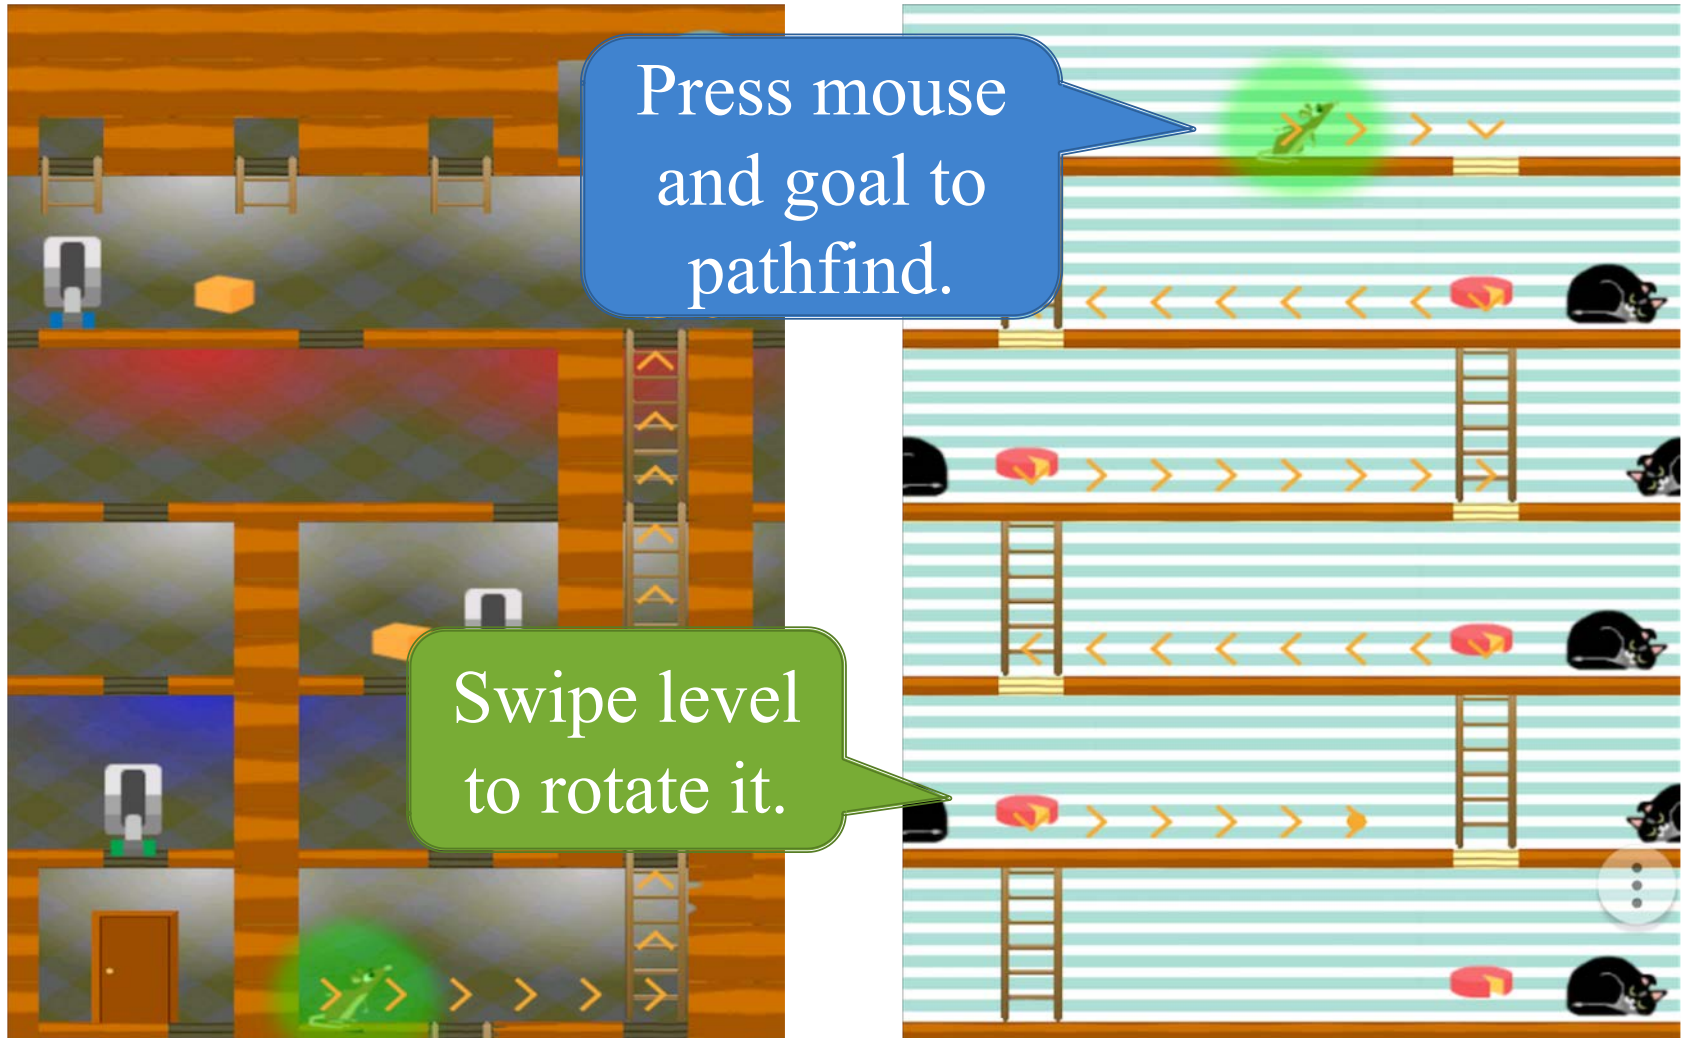 Press mouse
and goal to
pathfind.
Swipe level
to rotate it.